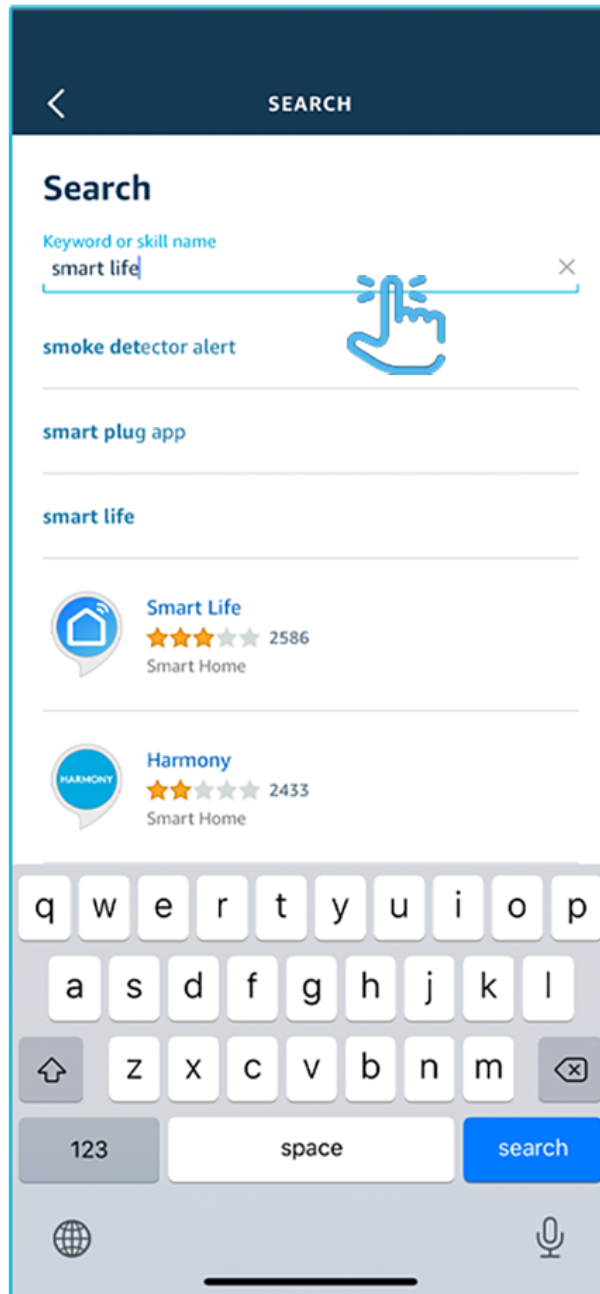 SEARCH
Search
Keyword or skill name
smart life
smoke detector alert
smart plug app
smart life
Smart Life
2586
Smart Home
HARMONY
Harmony
2433
Smart Home
q w e r t y u i o p
a s d f g h j k l
z x c v b n m
123 space search